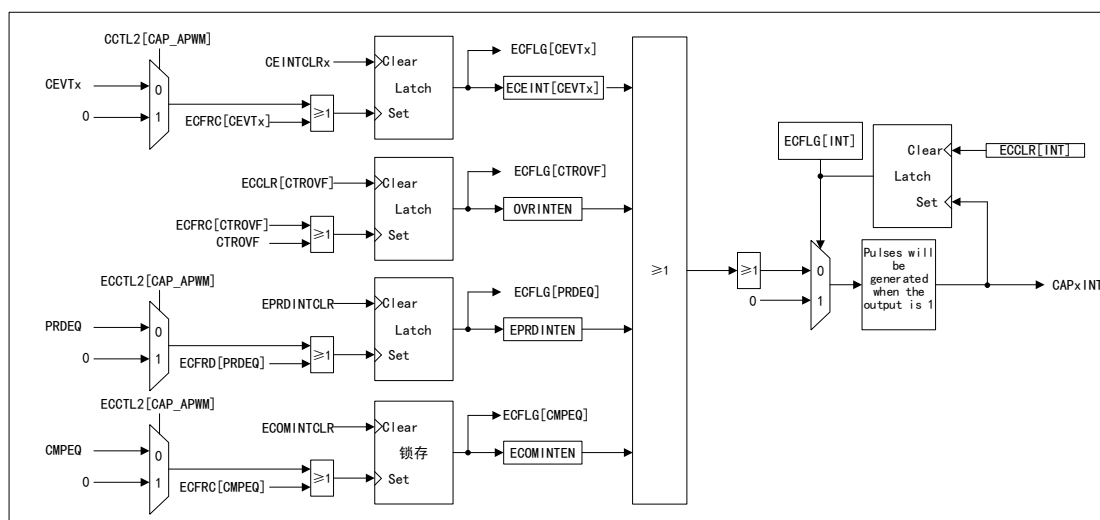 CCTL2[CAP_APWM]
CEVTx
0
0
1
ECFRC[CEVTx]
≥1
CEINTCLRx
Clear
Latch
Set
ECFLG[CEVTx]
ECEINT[CEVTx]
ECCLR[CTROVF]
ECFRC[CTROVF]
CTROVF
≥1
Clear
Latch
Set
ECFLG[CTROVF]
OVRINTEN
ECCTL2[CAP_APWM]
PRDEQ
0
0
1
ECFRD[PRDEQ]
≥1
EPRDINTCLR
Clear
Latch
Set
ECFLG[PRDEQ]
EPRDINTEN
ECCTL2[CAP_APWM]
CMPEQ
0
0
1
ECFRC[CMPEQ]
≥1
ECOMINTCLR
Clear
锁存
Set
ECFLG[CMPEQ]
ECOMINTEN
≥1
≥1
0
ECFLG[INT]
0
1
Clear
Latch
Set
ECCLR[INT]
Pulses will
be
generated
when the
output is 1
CAPxINT